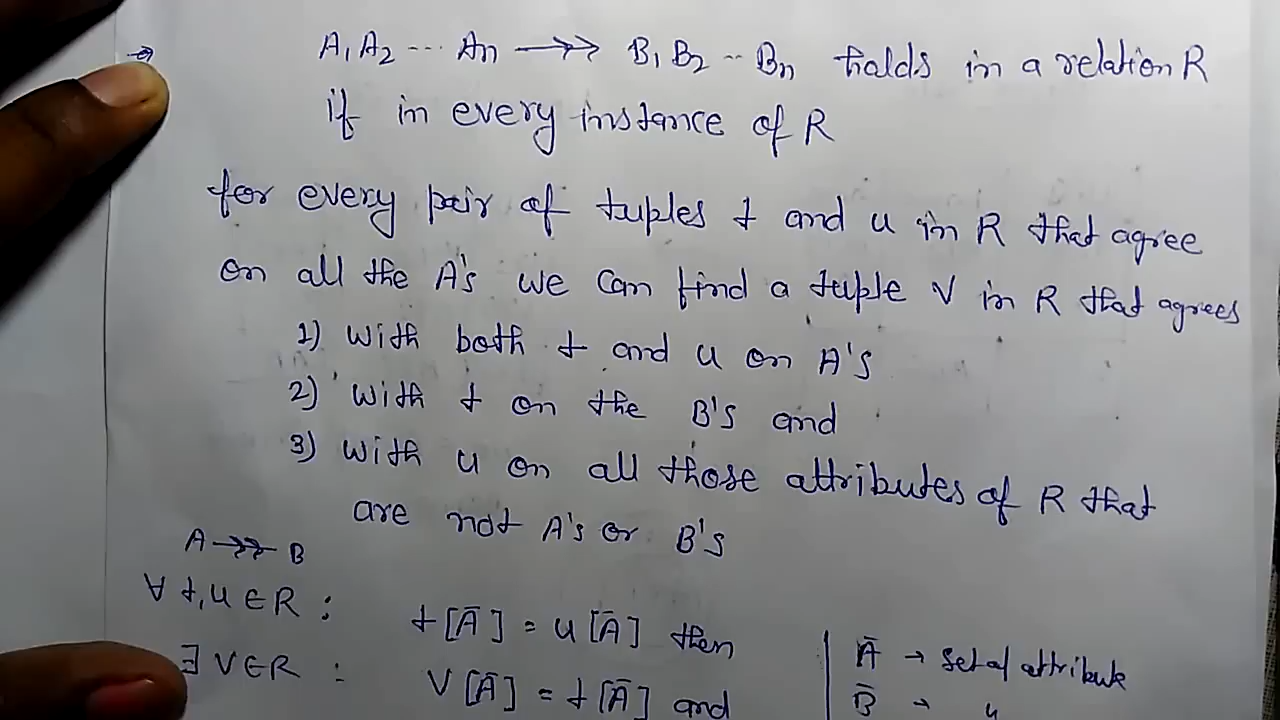 → A₁ A₂ ... An →→ B₁ B₂ .. Bn holds in a relation R
if in every instance of R
for every pair of tuples t and u in R that agree
on all the A's we can find a tuple V in R that agrees
1) With both t and u on A's
2) With t on the B's and
3) With u on all those attributes of R that
are not A's or B's
A →→ B
∀ t,u ∈ R : t[Ā] = u[Ā] then
∃ V ∈ R : V[Ā] = t[Ā] and
Ā → set of attribute
B̄ → u